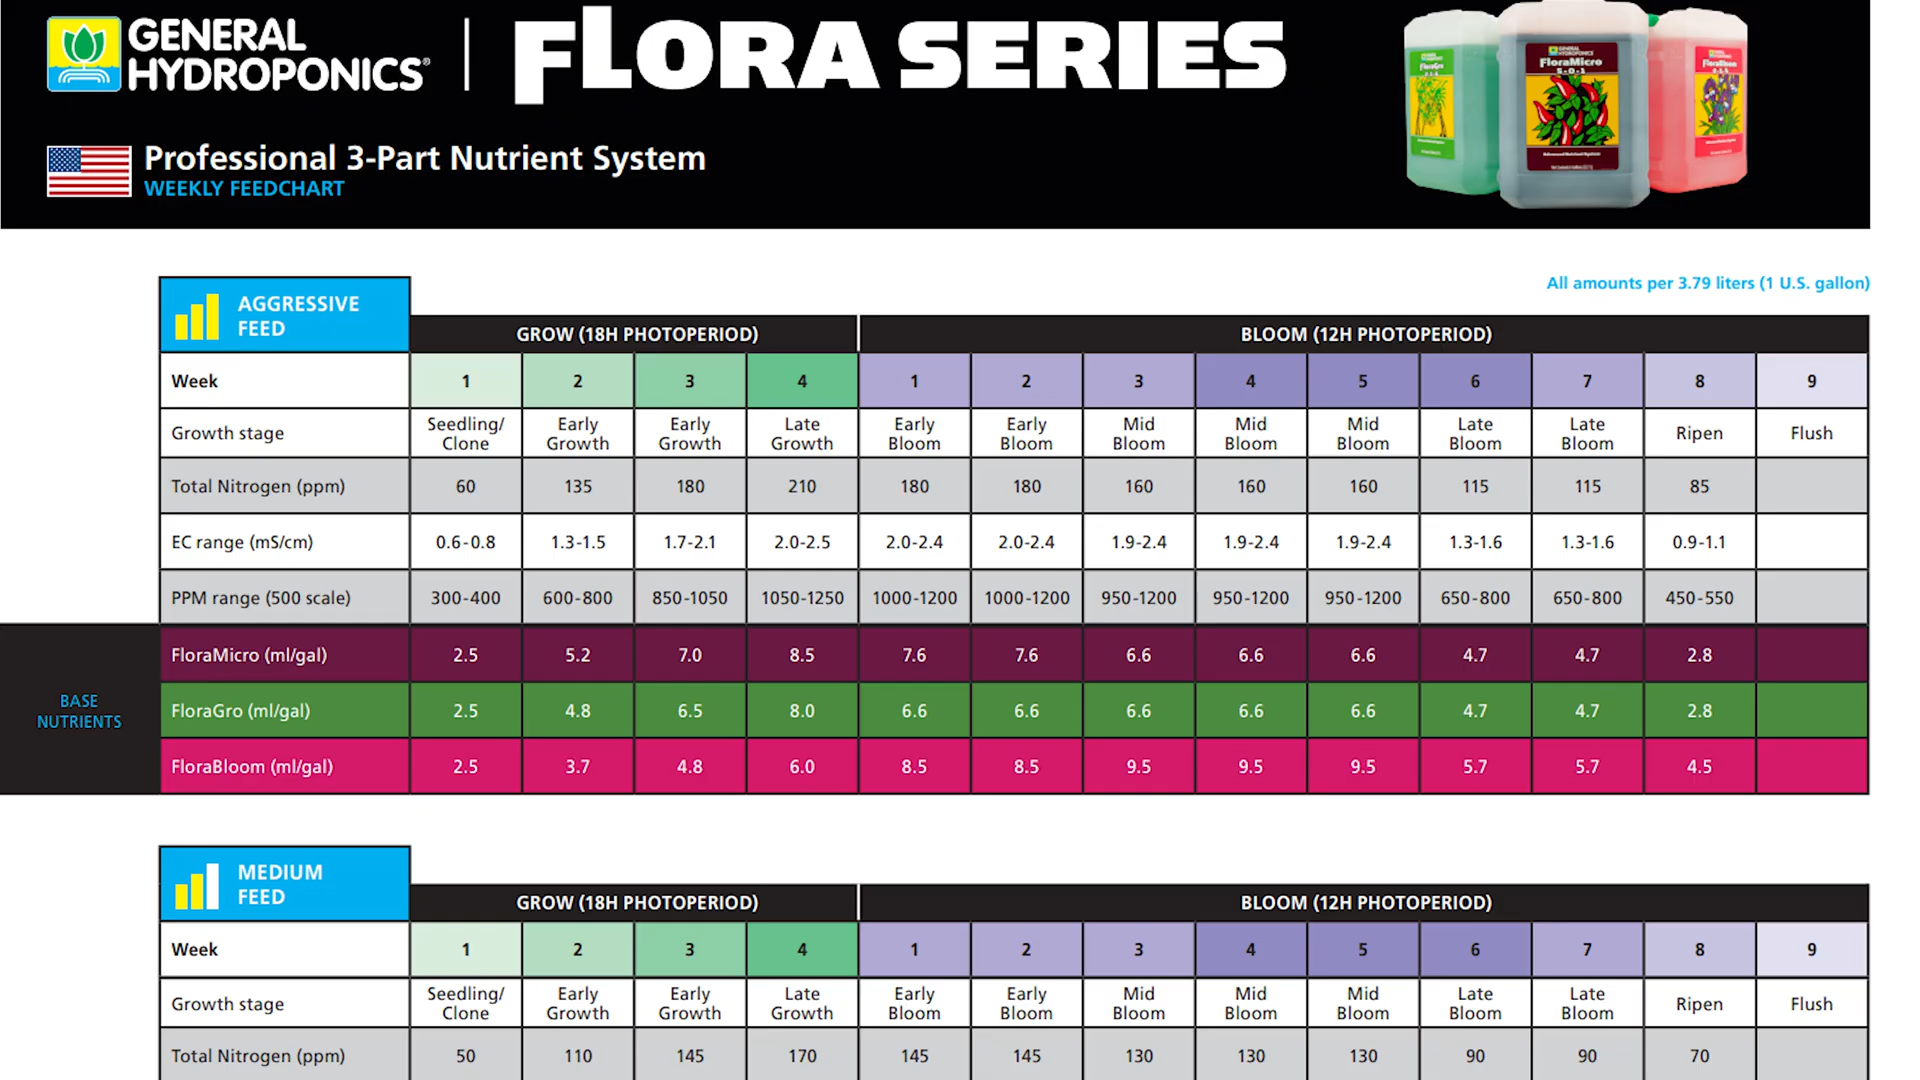 GENERAL HYDROPONICS® | FLORA SERIES
Professional 3-Part Nutrient System
WEEKLY FEEDCHART
GENERAL HYDROPONICS
FloraMicro
5-0-1
FloraGro
FloraBloom
All amounts per 3.79 liters (1 U.S. gallon)
AGGRESSIVE FEED
GROW (18H PHOTOPERIOD) BLOOM (12H PHOTOPERIOD)
Week 1 2 3 4 1 2 3 4 5 6 7 8 9
Growth stage Seedling/Clone Early Growth Early Growth Late Growth Early Bloom Early Bloom Mid Bloom Mid Bloom Mid Bloom Late Bloom Late Bloom Ripen Flush
Total Nitrogen (ppm) 60 135 180 210 180 180 160 160 160 115 115 85
EC range (mS/cm) 0.6-0.8 1.3-1.5 1.7-2.1 2.0-2.5 2.0-2.4 2.0-2.4 1.9-2.4 1.9-2.4 1.9-2.4 1.3-1.6 1.3-1.6 0.9-1.1
PPM range (500 scale) 300-400 600-800 850-1050 1050-1250 1000-1200 1000-1200 950-1200 950-1200 950-1200 650-800 650-800 450-550
BASE NUTRIENTS
FloraMicro (ml/gal) 2.5 5.2 7.0 8.5 7.6 7.6 6.6 6.6 6.6 4.7 4.7 2.8
FloraGro (ml/gal) 2.5 4.8 6.5 8.0 6.6 6.6 6.6 6.6 6.6 4.7 4.7 2.8
FloraBloom (ml/gal) 2.5 3.7 4.8 6.0 8.5 8.5 9.5 9.5 9.5 5.7 5.7 4.5
MEDIUM FEED
GROW (18H PHOTOPERIOD) BLOOM (12H PHOTOPERIOD)
Week 1 2 3 4 1 2 3 4 5 6 7 8 9
Growth stage Seedling/Clone Early Growth Early Growth Late Growth Early Bloom Early Bloom Mid Bloom Mid Bloom Mid Bloom Late Bloom Late Bloom Ripen Flush
Total Nitrogen (ppm) 50 110 145 170 145 145 130 130 130 90 90 70